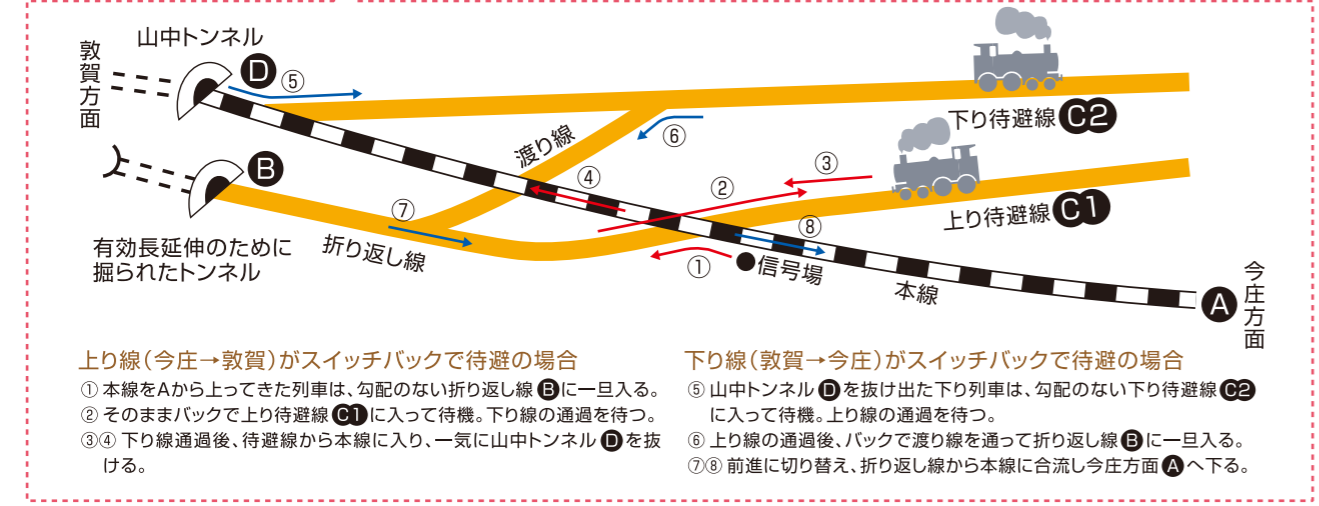 山中トンネル
敦賀方面
D
⑤
下り待避線 C2
⑥
渡り線
B
③
②
④
上り待避線 C1
⑦
⑧
有効長延伸のために
掘られたトンネル
折り返し線
①
●信号場
本線
A
今庄方面
上り線（今庄→敦賀）がスイッチバックで待避の場合
① 本線をAから上ってきた列車は、勾配のない折り返し線 B に一旦入る。
② そのままバックで上り待避線 C1 に入って待機。下り線の通過を待つ。
③④ 下り線通過後、待避線から本線に入り、一気に山中トンネル D を抜
ける。
下り線（敦賀→今庄）がスイッチバックで待避の場合
⑤ 山中トンネル D を抜け出た下り列車は、勾配のない下り待避線 C2
に入って待機。上り線の通過を待つ。
⑥ 上り線の通過後、バックで渡り線を通って折り返し線 B に一旦入る。
⑦⑧ 前進に切り替え、折り返し線から本線に合流し今庄方面 A へ下る。